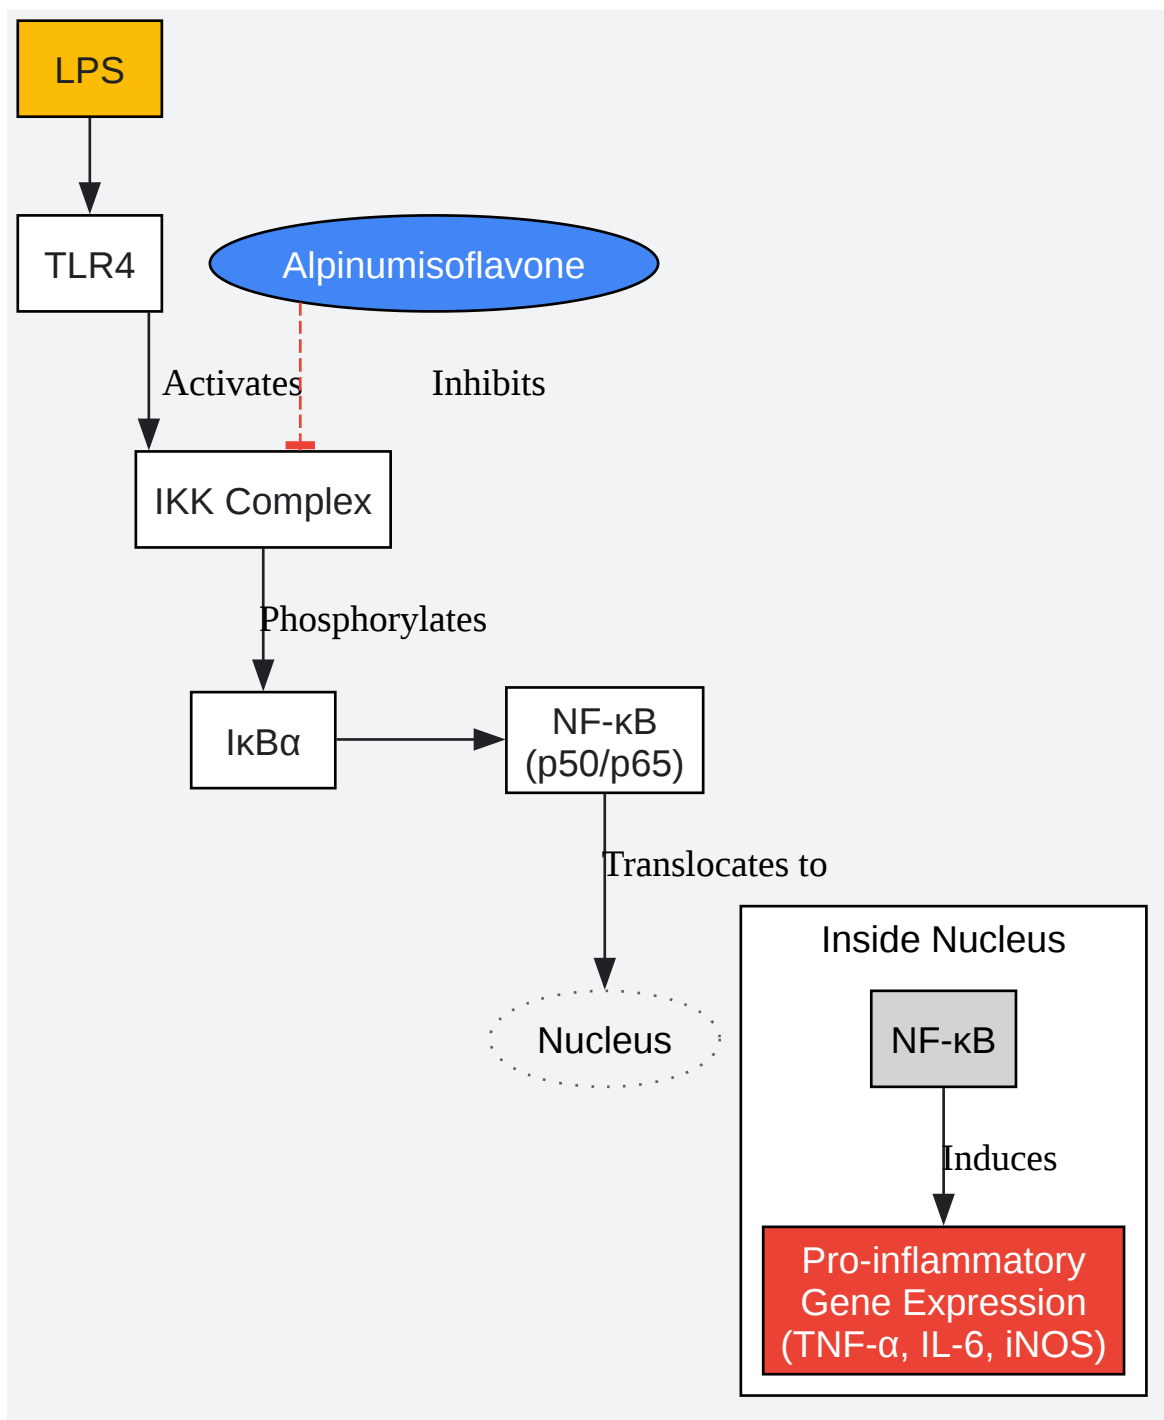 LPS
TLR4
Alpinumisoflavone
Activates
Inhibits
IKK Complex
Phosphorylates
IκBα
NF-κB
(p50/p65)
Translocates to
Nucleus
Inside Nucleus
NF-κB
Induces
Pro-inflammatory
Gene Expression
(TNF-α, IL-6, iNOS)